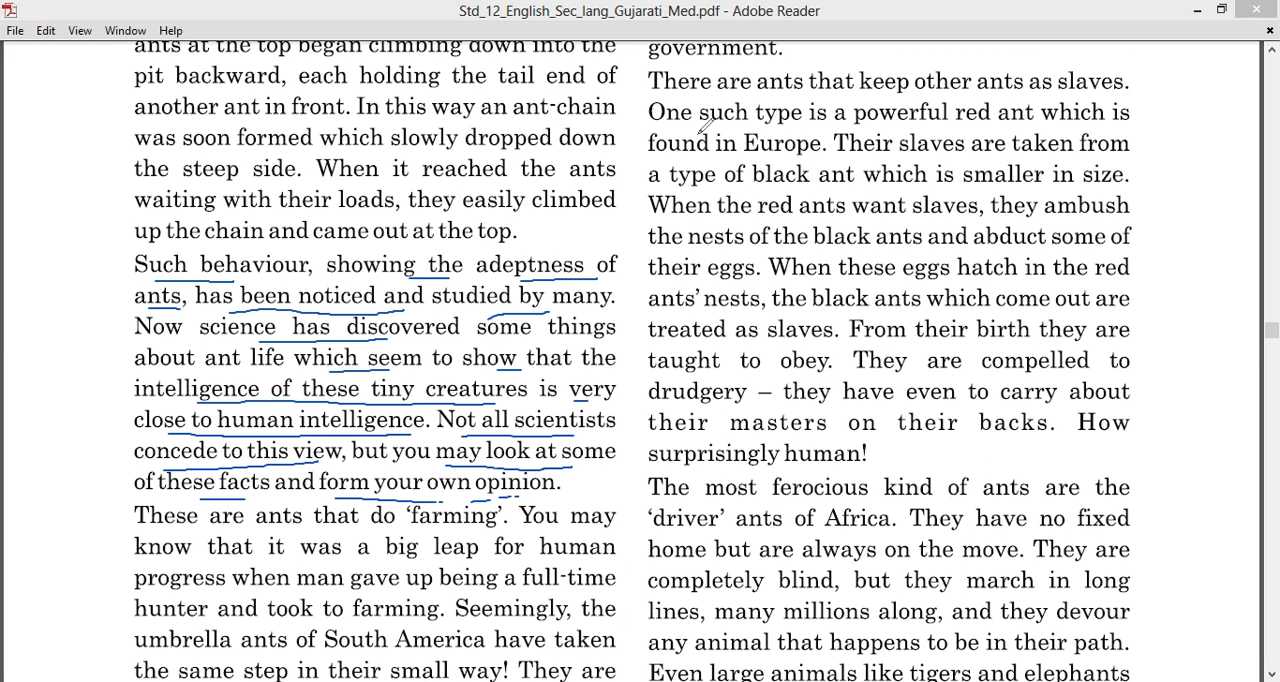 Std_12_English_Sec_lang_Gujarati_Med.pdf - Adobe Reader
File Edit View Window Help
ants at the top began climbing down into the
pit backward, each holding the tail end of
another ant in front. In this way an ant-chain
was soon formed which slowly dropped down
the steep side. When it reached the ants
waiting with their loads, they easily climbed
up the chain and came out at the top.
Such behaviour, showing the adeptness of
ants, has been noticed and studied by many.
Now science has discovered some things
about ant life which seem to show that the
intelligence of these tiny creatures is very
close to human intelligence. Not all scientists
concede to this view, but you may look at some
of these facts and form your own opinion.
These are ants that do ‘farming’. You may
know that it was a big leap for human
progress when man gave up being a full-time
hunter and took to farming. Seemingly, the
umbrella ants of South America have taken
the same step in their small way! They are
government.
There are ants that keep other ants as slaves.
One such type is a powerful red ant which is
found in Europe. Their slaves are taken from
a type of black ant which is smaller in size.
When the red ants want slaves, they ambush
the nests of the black ants and abduct some of
their eggs. When these eggs hatch in the red
ants’ nests, the black ants which come out are
treated as slaves. From their birth they are
taught to obey. They are compelled to
drudgery – they have even to carry about
their masters on their backs. How
surprisingly human!
The most ferocious kind of ants are the
‘driver’ ants of Africa. They have no fixed
home but are always on the move. They are
completely blind, but they march in long
lines, many millions along, and they devour
any animal that happens to be in their path.
Even large animals like tigers and elephants